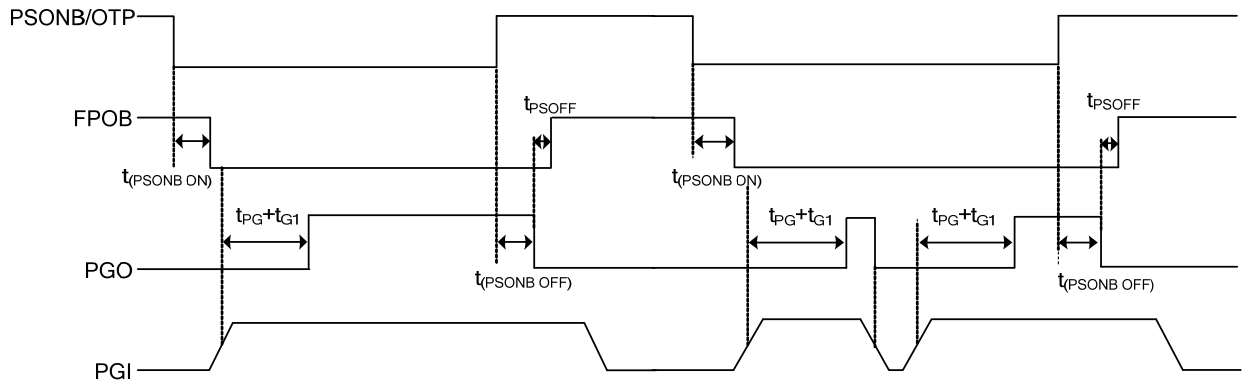 PSONB/OTP
tPSOFF
tPSOFF
FPOB
t(PSONB ON)
t(PSONB ON)
tPG+tG1
tPG+tG1
tPG+tG1
PGO
t(PSONB OFF)
t(PSONB OFF)
PGI